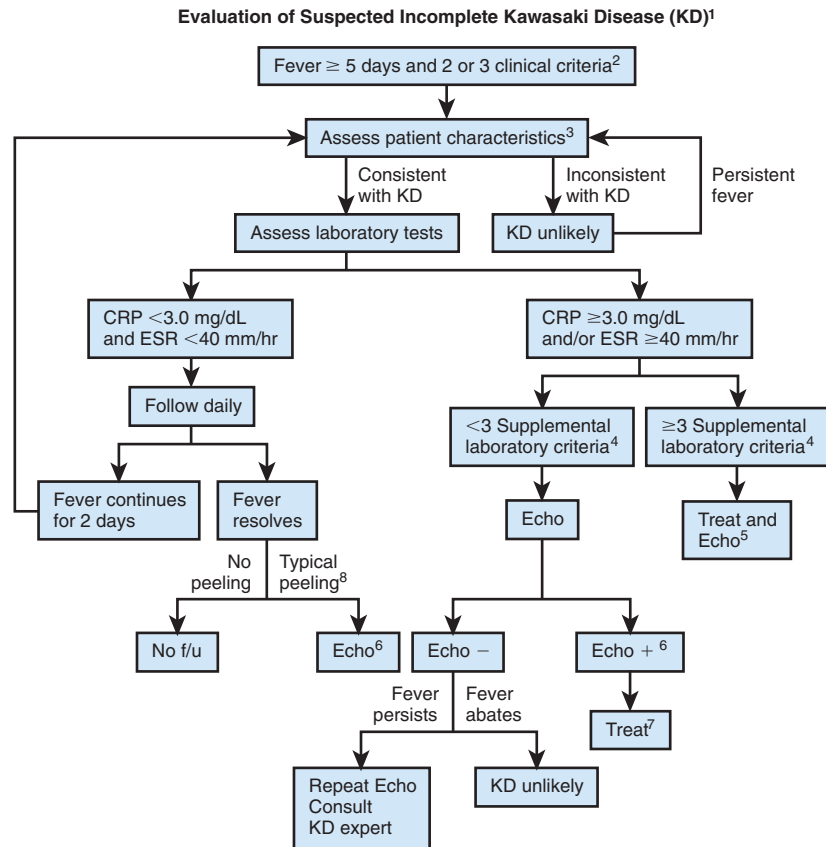 Evaluation of Suspected Incomplete Kawasaki Disease (KD)¹
Fever ≥ 5 days and 2 or 3 clinical criteria²
Assess patient characteristics³
Consistent
with KD
Inconsistent
with KD
Persistent
fever
Assess laboratory tests
KD unlikely
CRP <3.0 mg/dL
and ESR <40 mm/hr
CRP ≥3.0 mg/dL
and/or ESR ≥40 mm/hr
Follow daily
<3 Supplemental
laboratory criteria⁴
≥3 Supplemental
laboratory criteria⁴
Fever continues
for 2 days
Fever
resolves
Echo
Treat and
Echo⁵
No
peeling
Typical
peeling⁸
No f/u
Echo⁶
Echo −
Echo + ⁶
Fever
persists
Fever
abates
Treat⁷
Repeat Echo
Consult
KD expert
KD unlikely